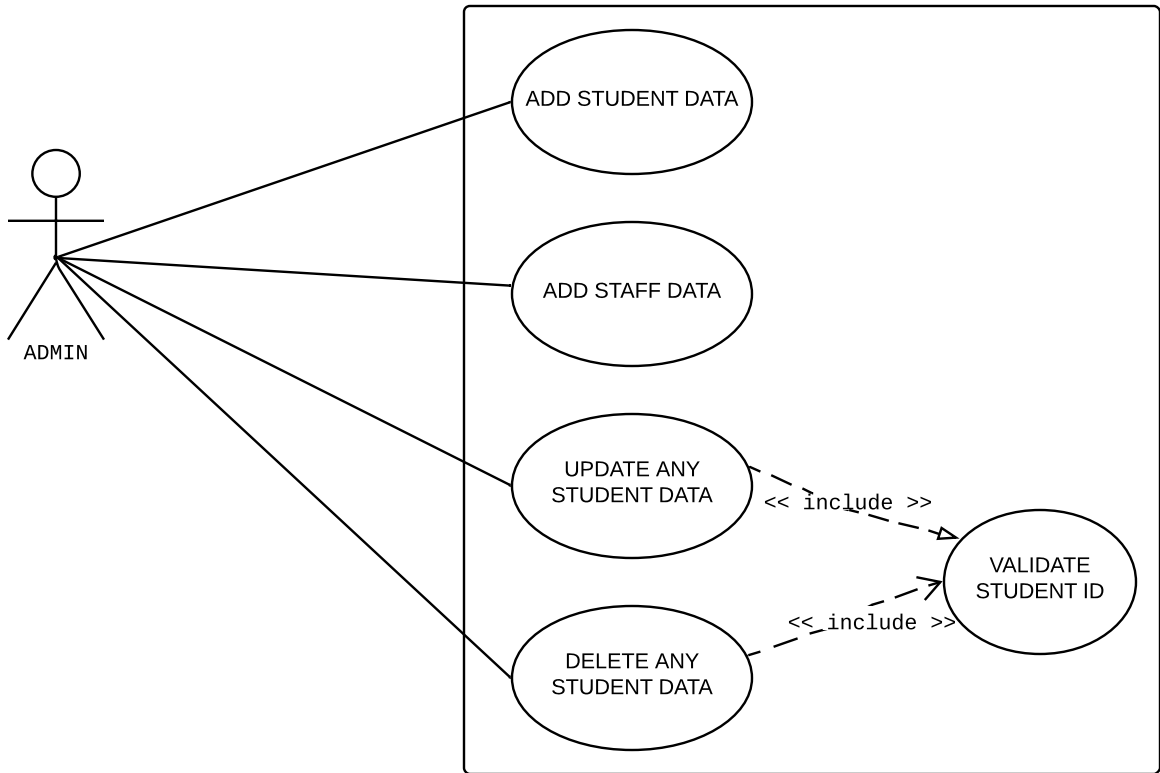 ADD STUDENT DATA
ADD STAFF DATA
ADMIN
UPDATE ANY
STUDENT DATA
<< include >>
VALIDATE
STUDENT ID
<< include >>
DELETE ANY
STUDENT DATA